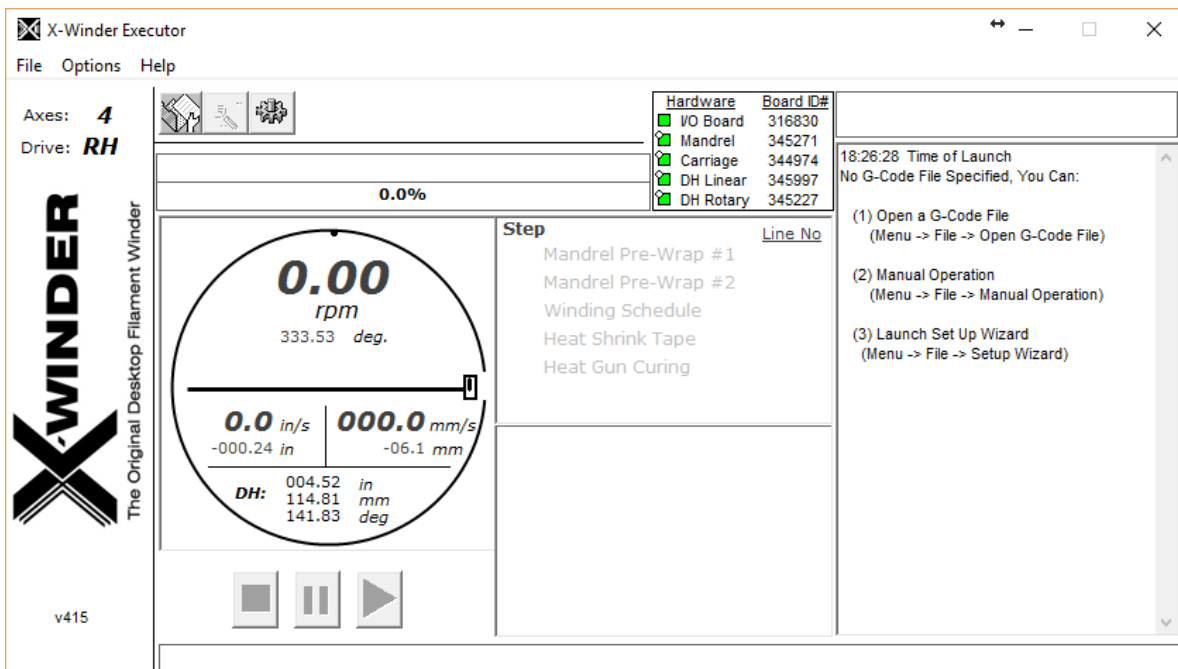 X-Winder Executor
File Options Help
Axes: 4
Drive: RH
X-WINDER
The Original Desktop Filament Winder
v415
Hardware Board ID#
I/O Board 316830
Mandrel 345271
Carriage 344974
DH Linear 345997
DH Rotary 345227
0.0%
0.00
rpm
333.53 deg.
0.0 in/s 000.0 mm/s
-000.24 in -06.1 mm
DH: 004.52 in
114.81 mm
141.83 deg
Step Line No
Mandrel Pre-Wrap #1
Mandrel Pre-Wrap #2
Winding Schedule
Heat Shrink Tape
Heat Gun Curing
18:26:28 Time of Launch
No G-Code File Specified, You Can:
(1) Open a G-Code File
(Menu -> File -> Open G-Code File)
(2) Manual Operation
(Menu -> File -> Manual Operation)
(3) Launch Set Up Wizard
(Menu -> File -> Setup Wizard)